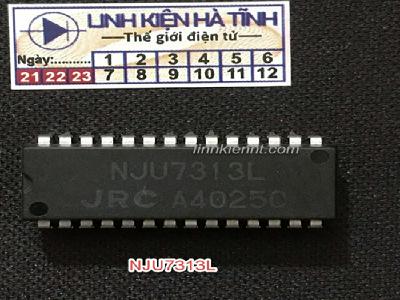 LINH KIỆN HÀ TĨNH
Thế giới điện tử
Ngày:.......... 1 2 3 4 5 6
21 22 23 7 8 9 10 11 12
linnkiennt.com
NJU7313L
JRC A4025C
NJU7313L